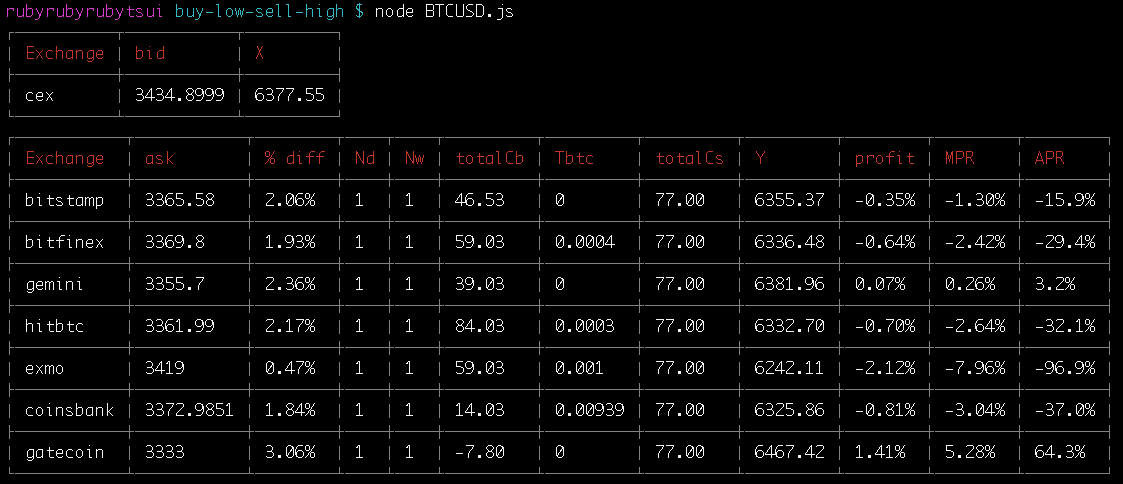 rubyrubyrubytsui buy-low-sell-high $ node BTCUSD.js
Exchange bid X
cex 3434.8999 6377.55
Exchange ask % diff Nd Nw totalCb Tbtc totalCs Y profit MPR APR
bitstamp 3365.58 2.06% 1 1 46.53 0 77.00 6355.37 -0.35% -1.30% -15.9%
bitfinex 3369.8 1.93% 1 1 59.03 0.0004 77.00 6336.48 -0.64% -2.42% -29.4%
gemini 3355.7 2.36% 1 1 39.03 0 77.00 6381.96 0.07% 0.26% 3.2%
hitbtc 3361.99 2.17% 1 1 84.03 0.0003 77.00 6332.70 -0.70% -2.64% -32.1%
exmo 3419 0.47% 1 1 59.03 0.001 77.00 6242.11 -2.12% -7.96% -96.9%
coinsbank 3372.9851 1.84% 1 1 14.03 0.00939 77.00 6325.86 -0.81% -3.04% -37.0%
gatecoin 3333 3.06% 1 1 -7.80 0 77.00 6467.42 1.41% 5.28% 64.3%